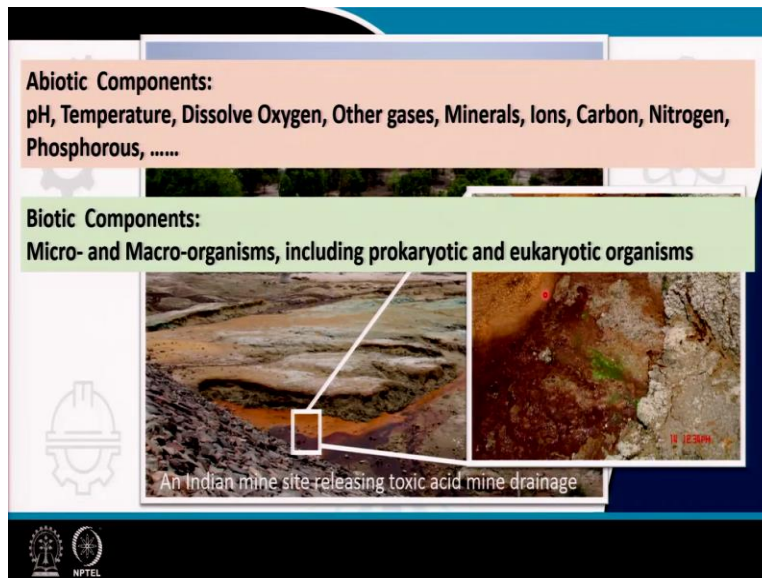 Abiotic Components:
pH, Temperature, Dissolve Oxygen, Other gases, Minerals, Ions, Carbon, Nitrogen,
Phosphorous, ......
Biotic Components:
Micro- and Macro-organisms, including prokaryotic and eukaryotic organisms
An Indian mine site releasing toxic acid mine drainage
NPTEL